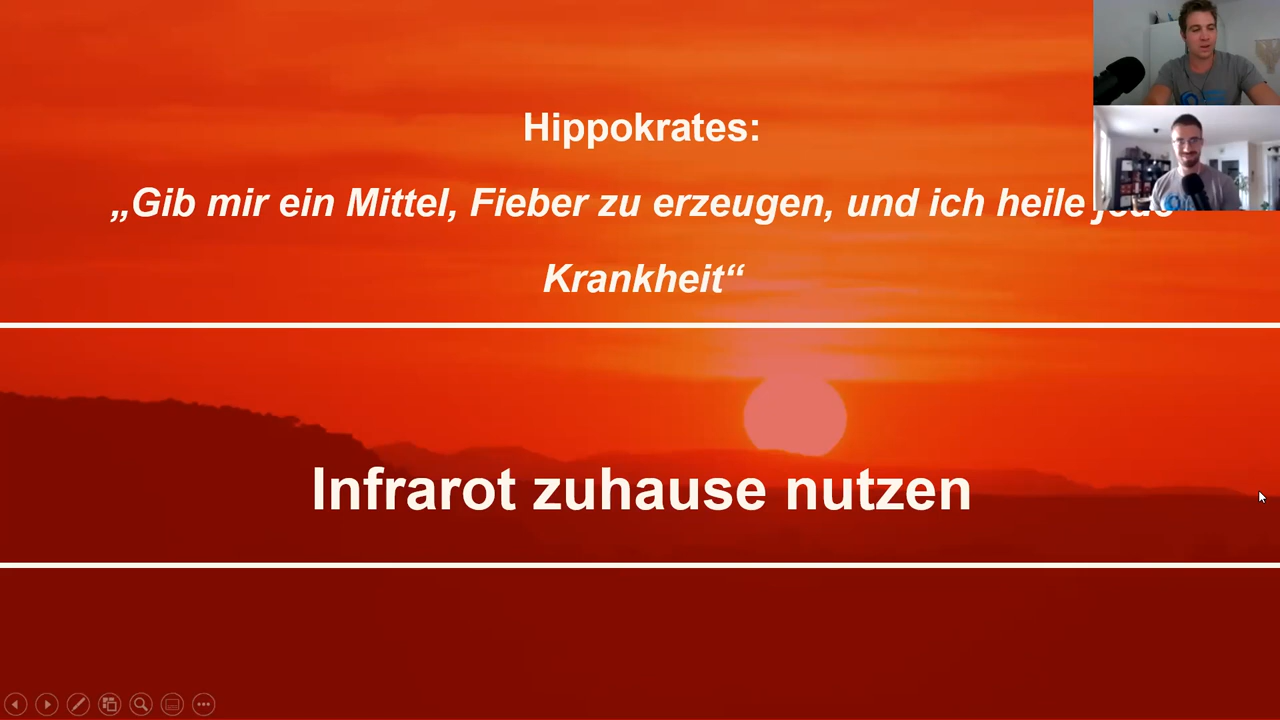 Hippokrates:
„Gib mir ein Mittel, Fieber zu erzeugen, und ich heile
Krankheit“
Infrarot zuhause nutzen